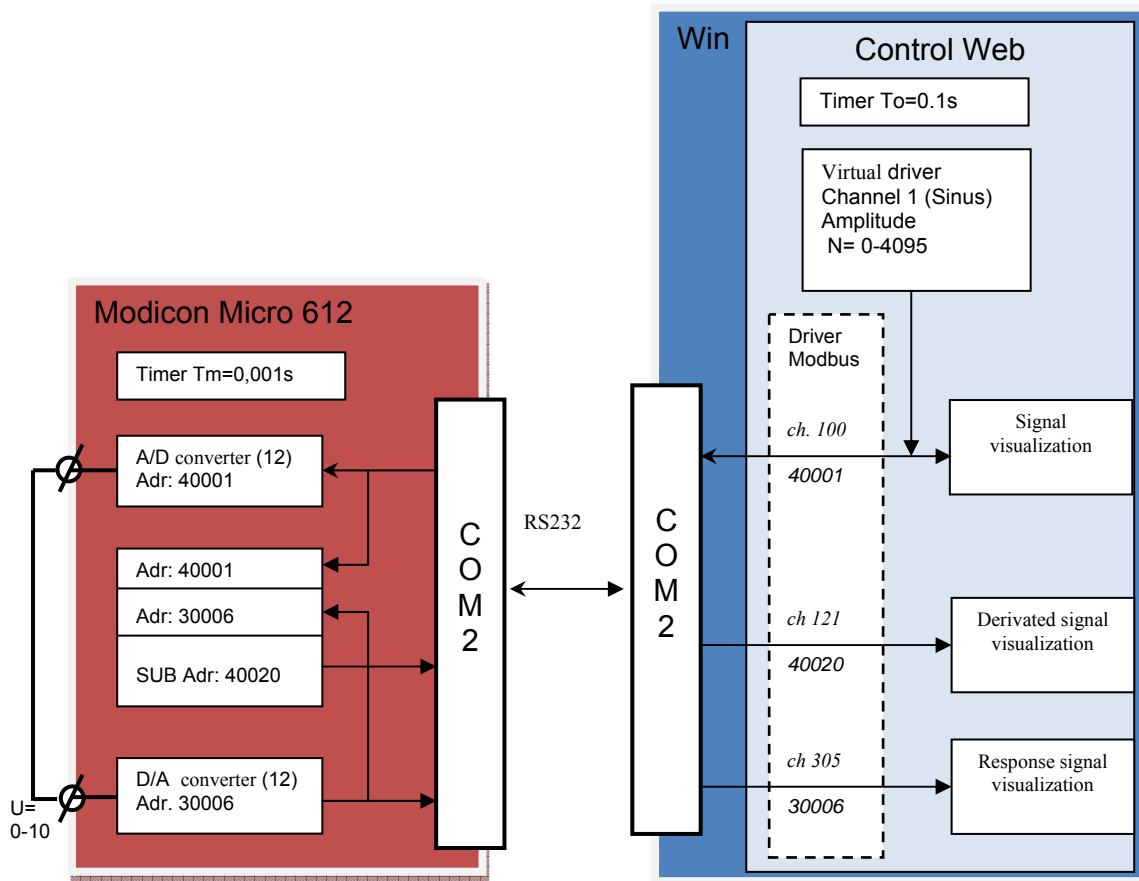 Win
Control Web
Timer To=0.1s
Virtual driver
Channel 1 (Sinus)
Amplitude
N= 0-4095
Modicon Micro 612
Timer Tm=0,001s
A/D converter (12)
Adr: 40001
Adr: 40001
Adr: 30006
SUB Adr: 40020
D/A converter (12)
Adr. 30006
U=
0-10
COM2
RS232
COM2
Driver
Modbus
ch. 100
40001
ch 121
40020
ch 305
30006
Signal
visualization
Derivated signal
visualization
Response signal
visualization